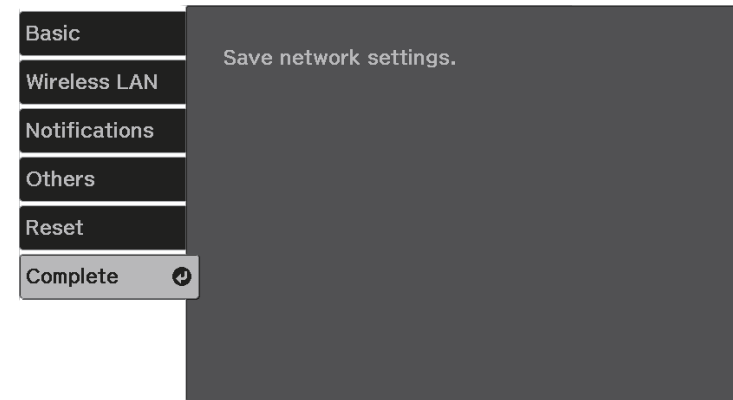 Basic
Save network settings.
Wireless LAN
Notifications
Others
Reset
Complete